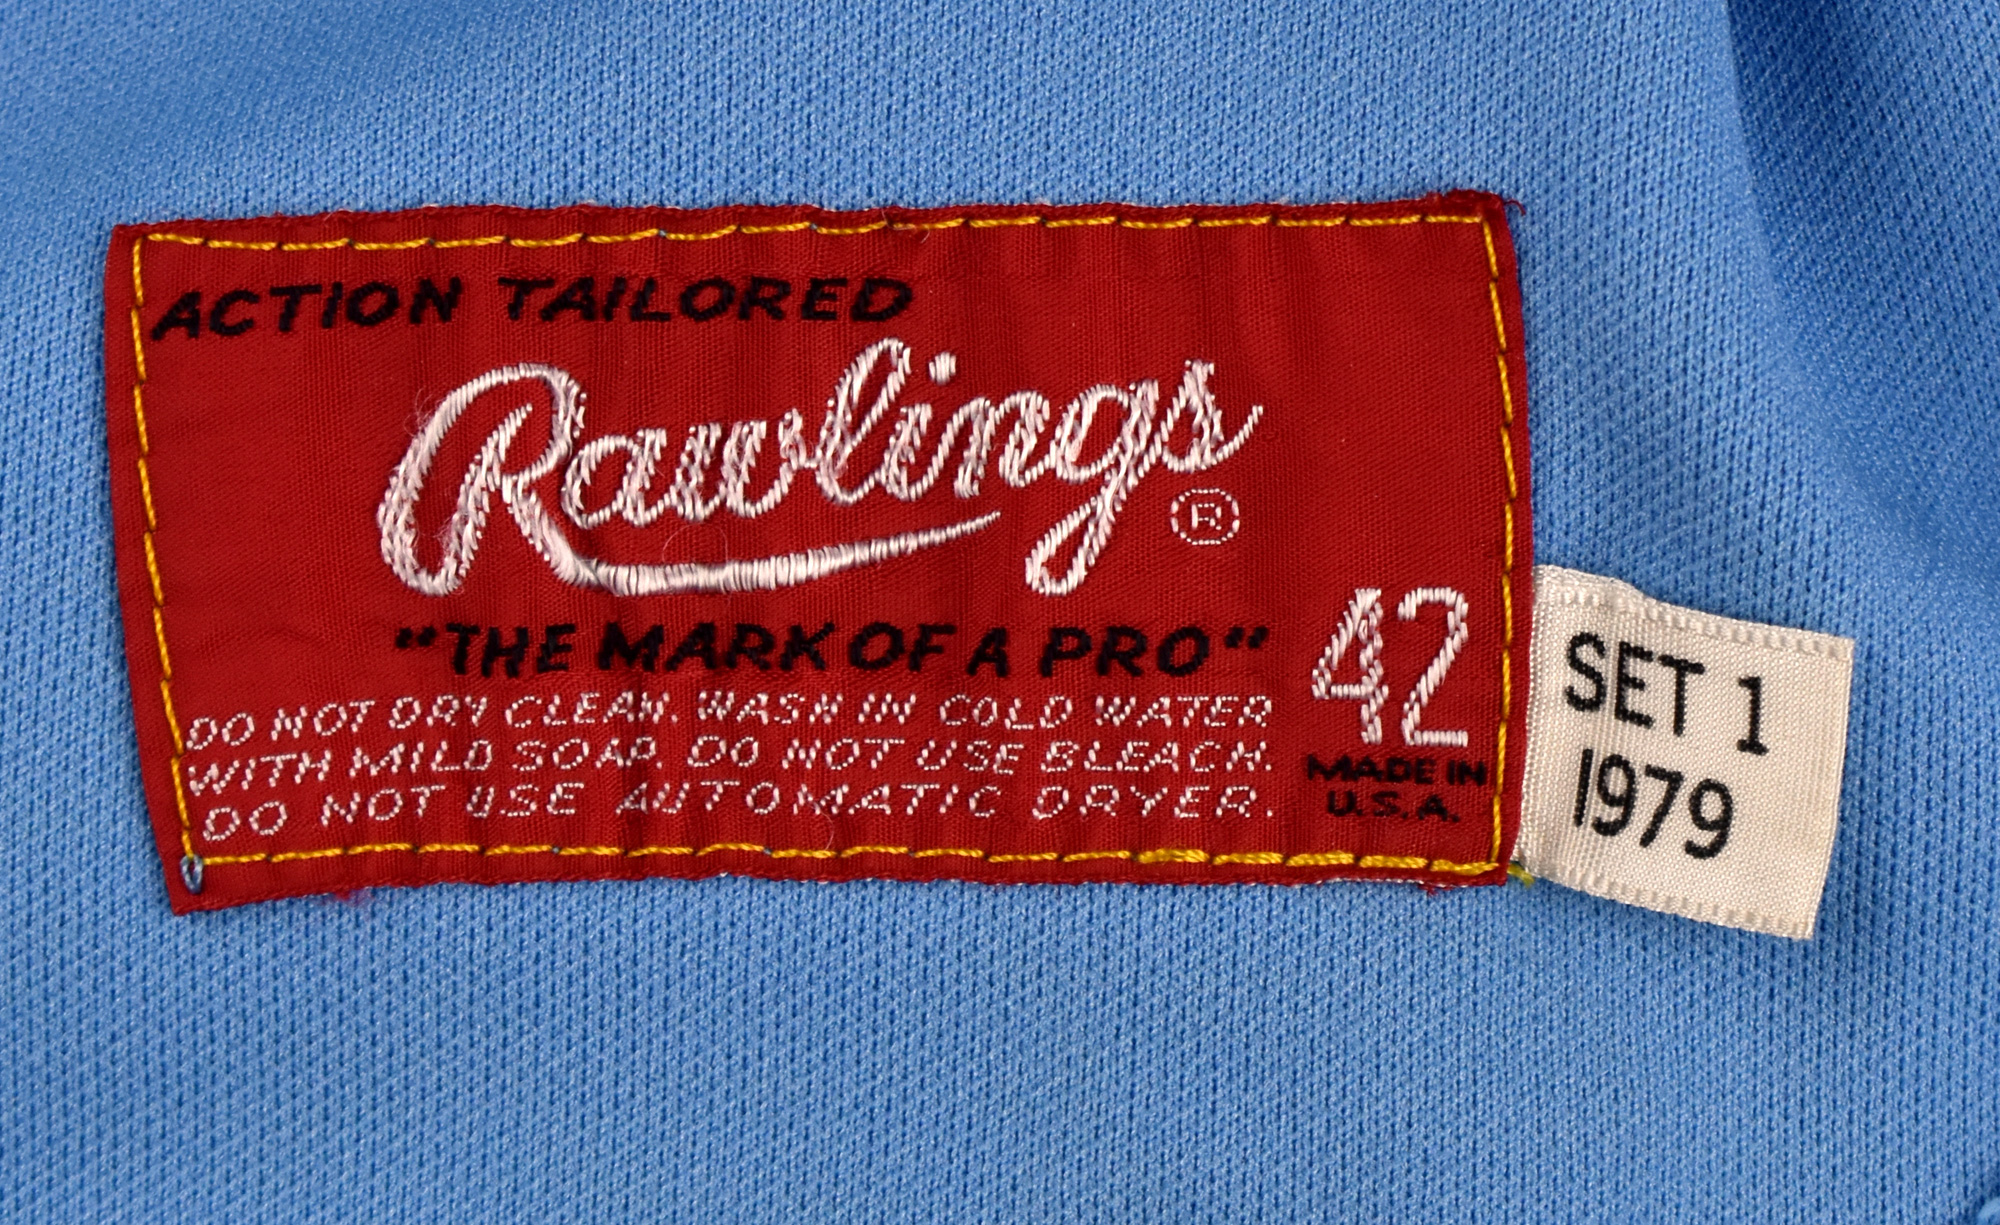 ACTION TAILORED
Rawlings ®
"THE MARK OF A PRO"
42
DO NOT DRY CLEAN. WASH IN COLD WATER
WITH MILD SOAP. DO NOT USE BLEACH.
DO NOT USE AUTOMATIC DRYER.
MADE IN
U.S.A.
SET 1
1979